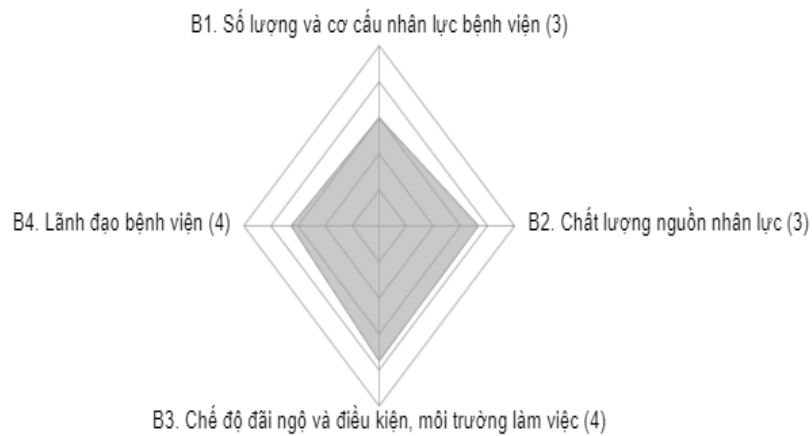 B1. Số lượng và cơ cấu nhân lực bệnh viện (3)
B4. Lãnh đạo bệnh viện (4)
B2. Chất lượng nguồn nhân lực (3)
B3. Chế độ đãi ngộ và điều kiện, môi trường làm việc (4)